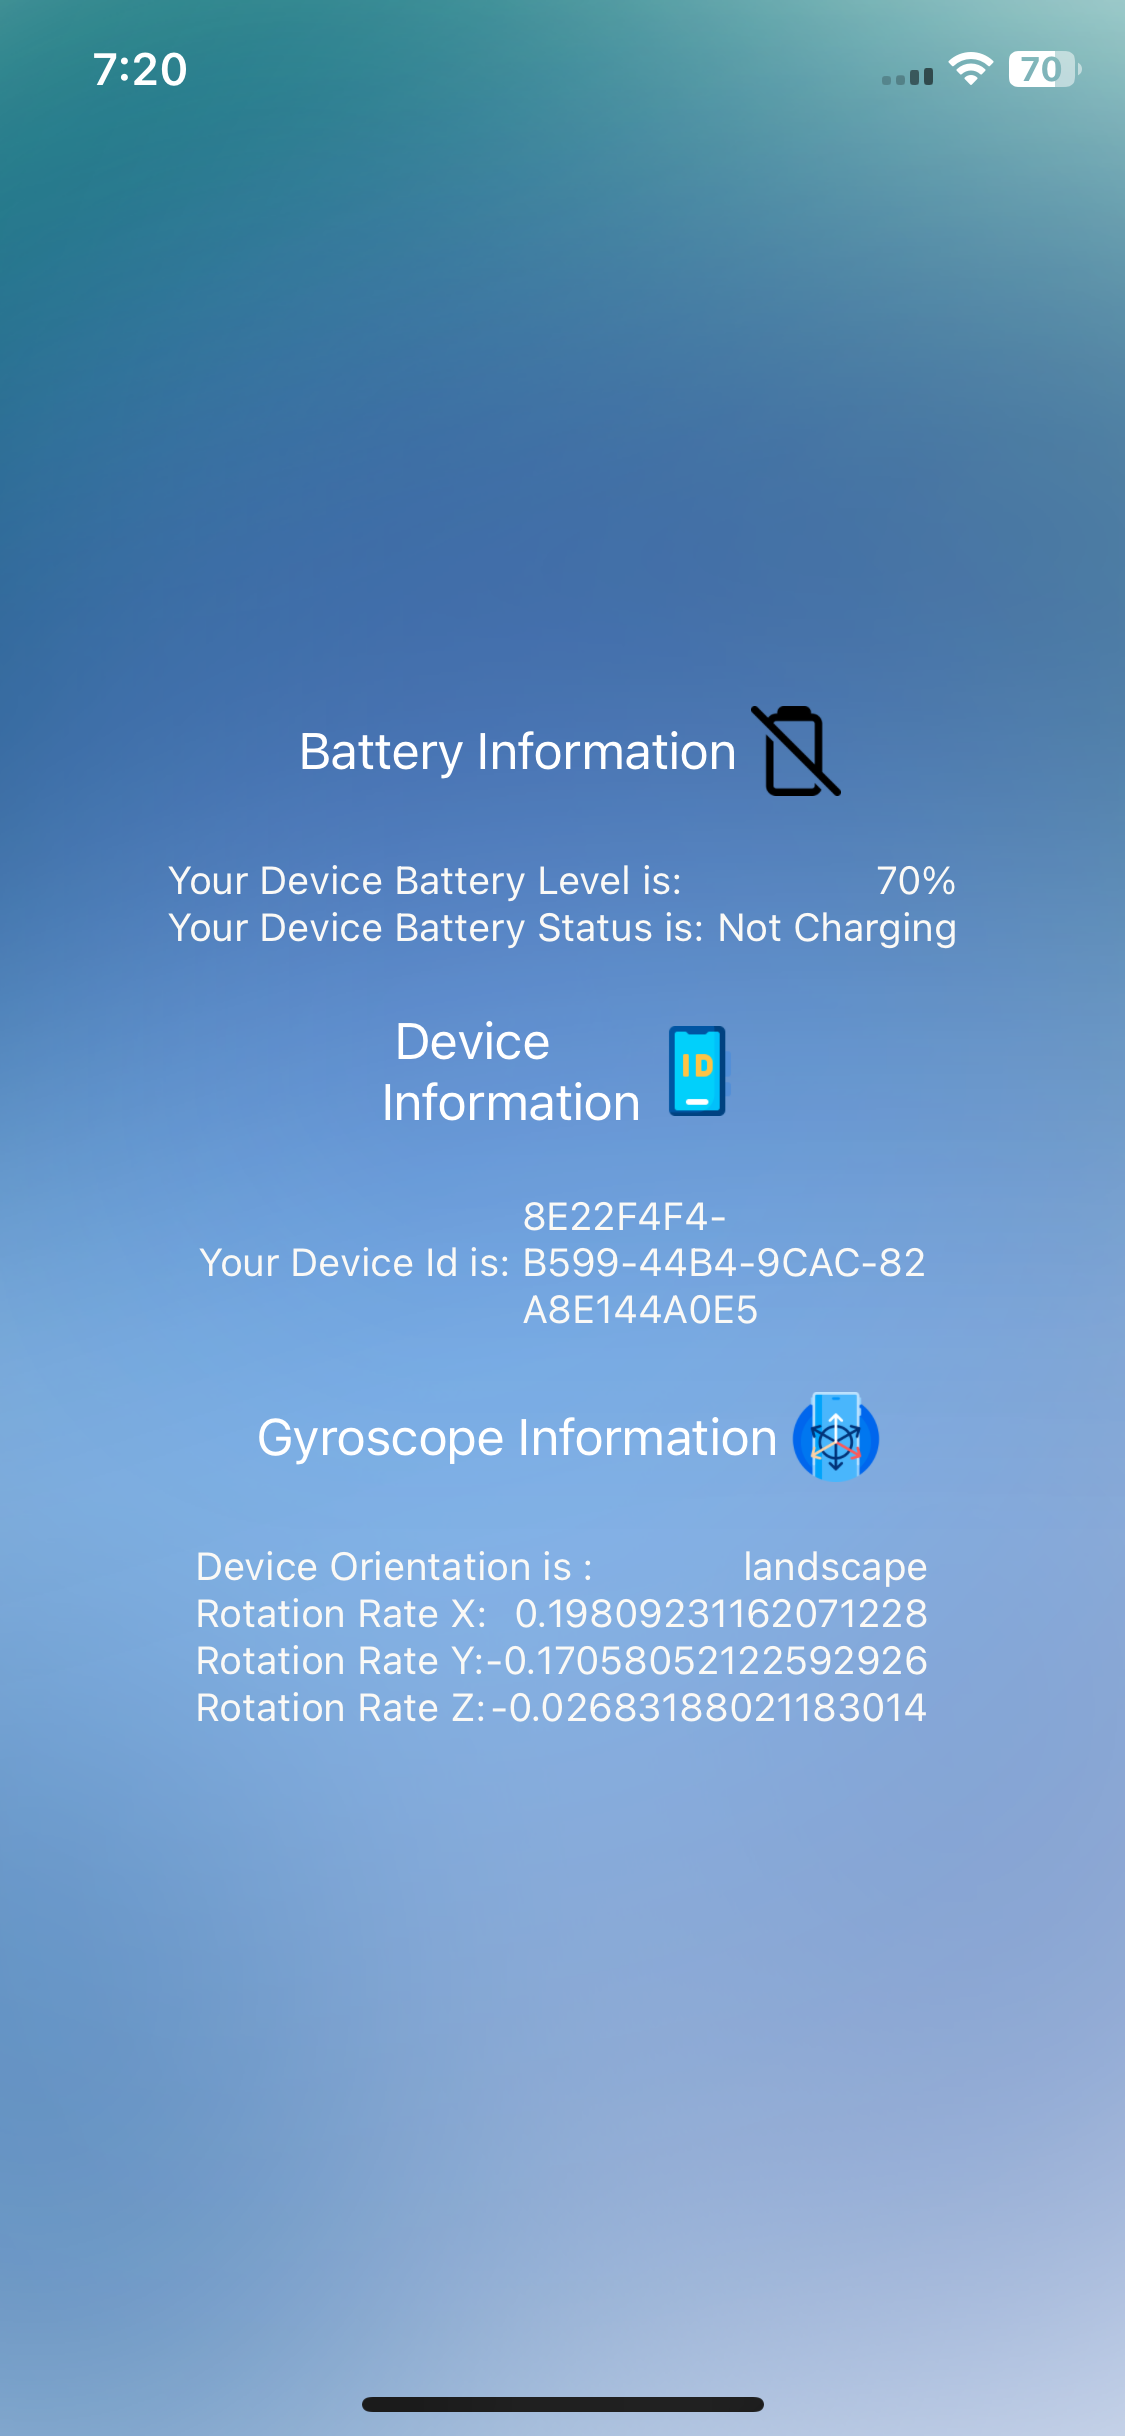 7:20
70
Battery Information
Your Device Battery Level is: 70%
Your Device Battery Status is: Not Charging
Device
Information
ID
8E22F4F4-
Your Device Id is: B599-44B4-9CAC-82
A8E144A0E5
Gyroscope Information
Device Orientation is : landscape
Rotation Rate X: 0.19809231162071228
Rotation Rate Y:-0.17058052122592926
Rotation Rate Z:-0.02683188021183014